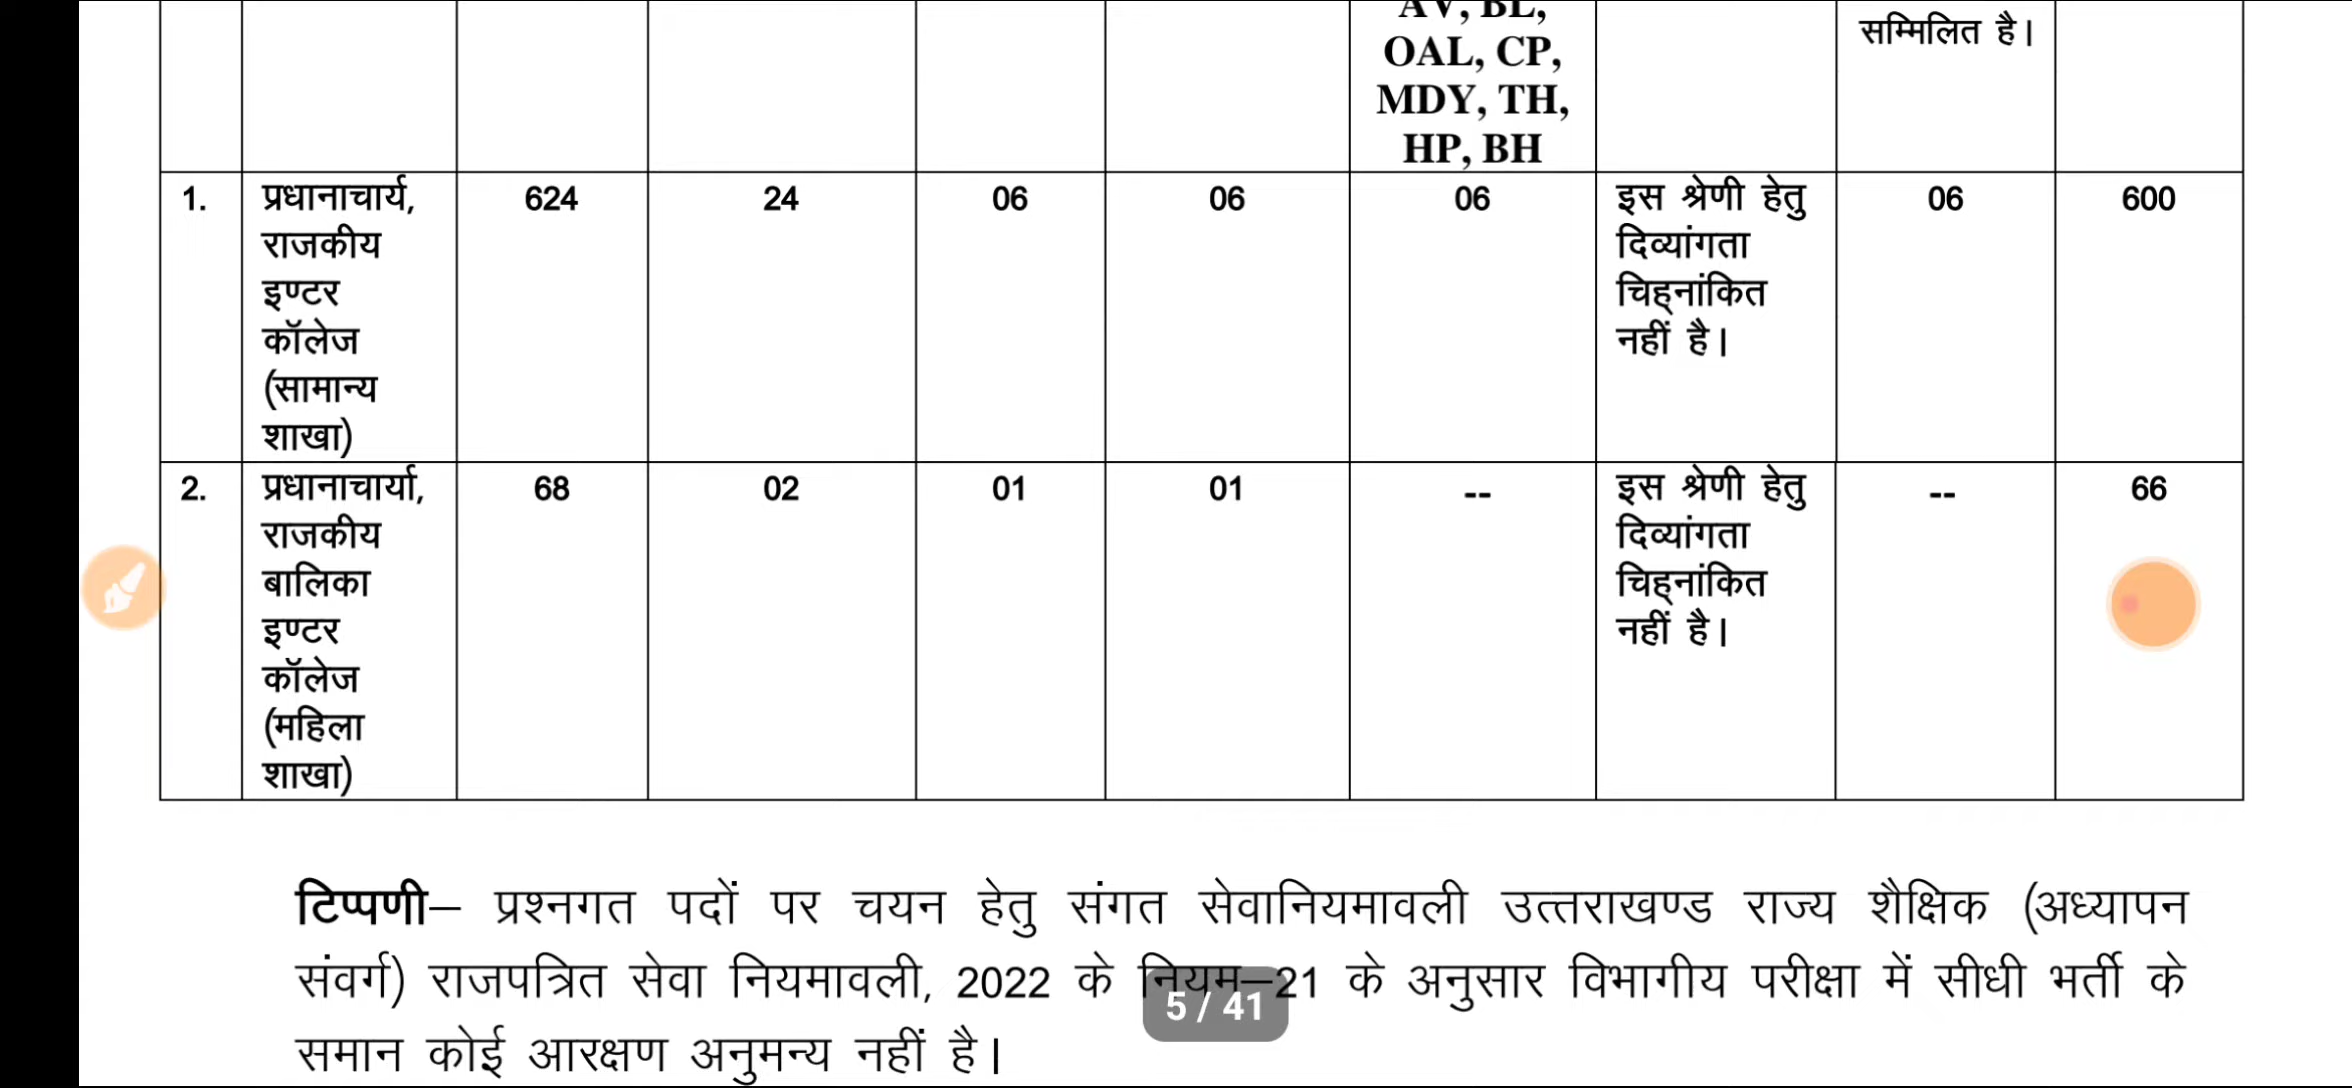 AV, BL,
OAL, CP,
MDY, TH,
HP, BH
सम्मिलित है।
1. प्रधानाचार्य, 624 24 06 06 06 इस श्रेणी हेतु 06 600
राजकीय दिव्यांगता
इण्टर चिह्नांकित
कॉलेज नहीं है।
(सामान्य
शाखा)
2. प्रधानाचार्या, 68 02 01 01 -- इस श्रेणी हेतु -- 66
राजकीय दिव्यांगता
बालिका चिह्नांकित
इण्टर नहीं है।
कॉलेज
(महिला
शाखा)
टिप्पणी– प्रश्नगत पदों पर चयन हेतु संगत सेवानियमावली उत्तराखण्ड राज्य शैक्षिक (अध्यापन
संवर्ग) राजपत्रित सेवा नियमावली, 2022 के नियम–21 के अनुसार विभागीय परीक्षा में सीधी भर्ती के
5 / 41
समान कोई आरक्षण अनुमन्य नहीं है।